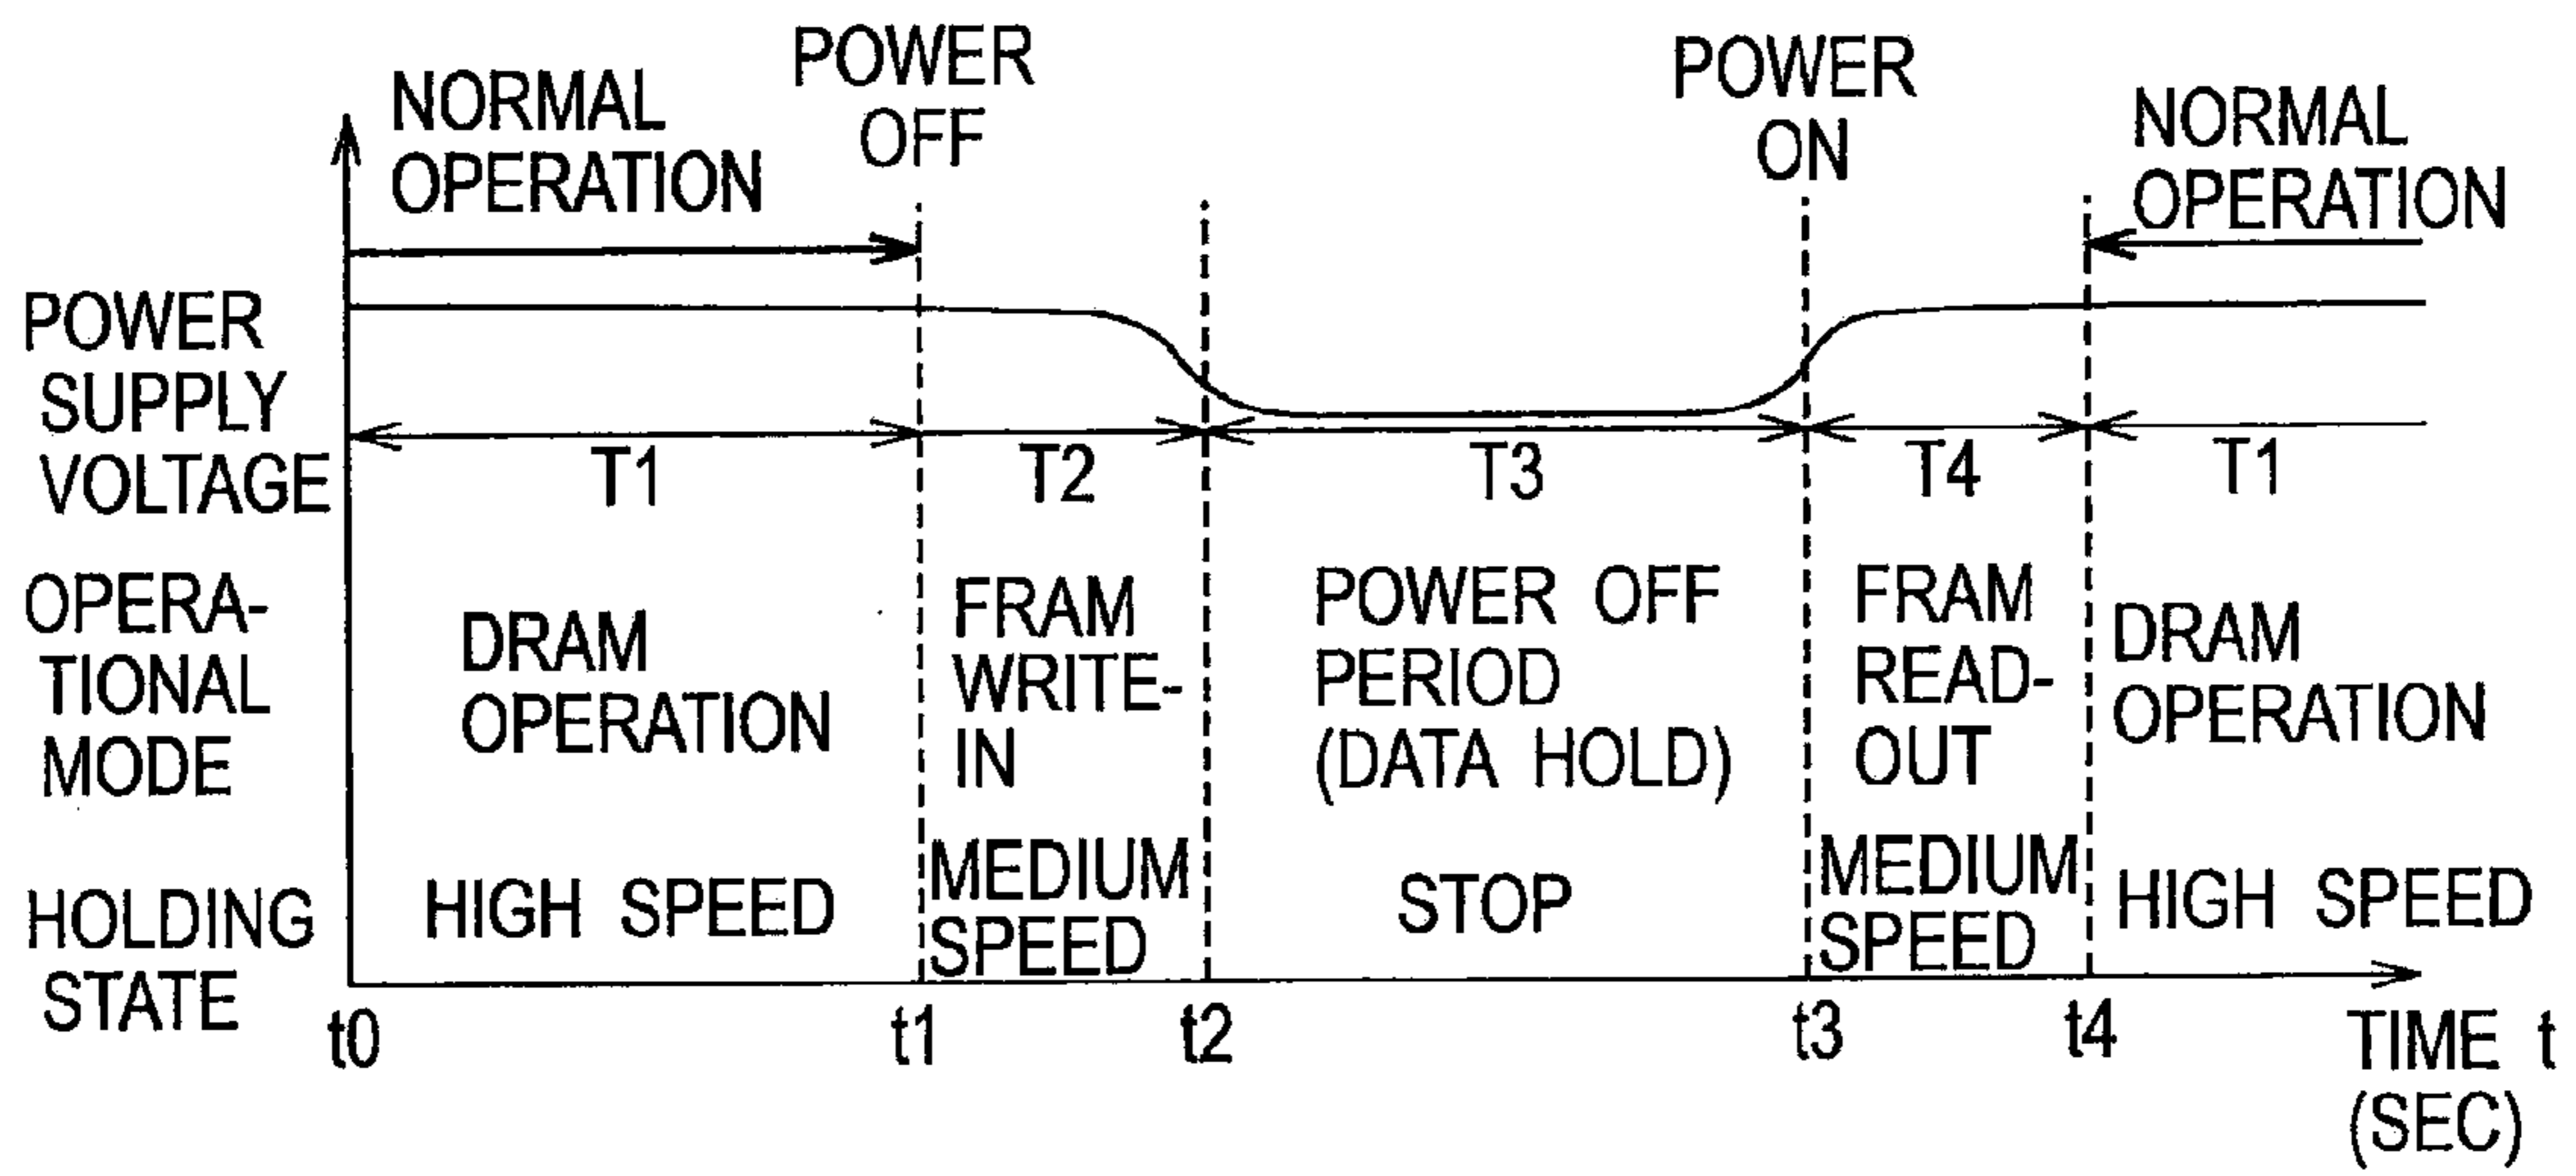 NORMAL
OPERATION
POWER
OFF
POWER
ON
NORMAL
OPERATION
POWER
SUPPLY
VOLTAGE
T1
T2
T3
T4
T1
OPERA-
TIONAL
MODE
DRAM
OPERATION
FRAM
WRITE-
IN
POWER OFF
PERIOD
(DATA HOLD)
FRAM
READ-
OUT
DRAM
OPERATION
HOLDING
STATE
HIGH SPEED
MEDIUM
SPEED
STOP
MEDIUM
SPEED
HIGH SPEED
t0
t1
t2
t3
t4
TIME t
(SEC)